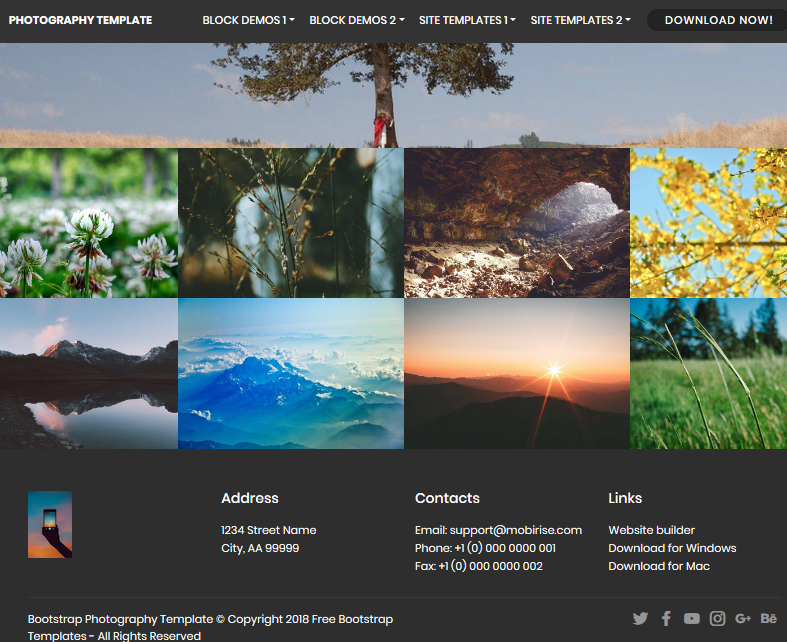 PHOTOGRAPHY TEMPLATE BLOCK DEMOS 1 BLOCK DEMOS 2 SITE TEMPLATES 1 SITE TEMPLATES 2 DOWNLOAD NOW!
Address
1234 Street Name
City, AA 99999
Contacts
Email: support@mobirise.com
Phone: +1 (0) 000 0000 001
Fax: +1 (0) 000 0000 002
Links
Website builder
Download for Windows
Download for Mac
Bootstrap Photography Template © Copyright 2018 Free Bootstrap
Templates - All Rights Reserved
G+ Bē